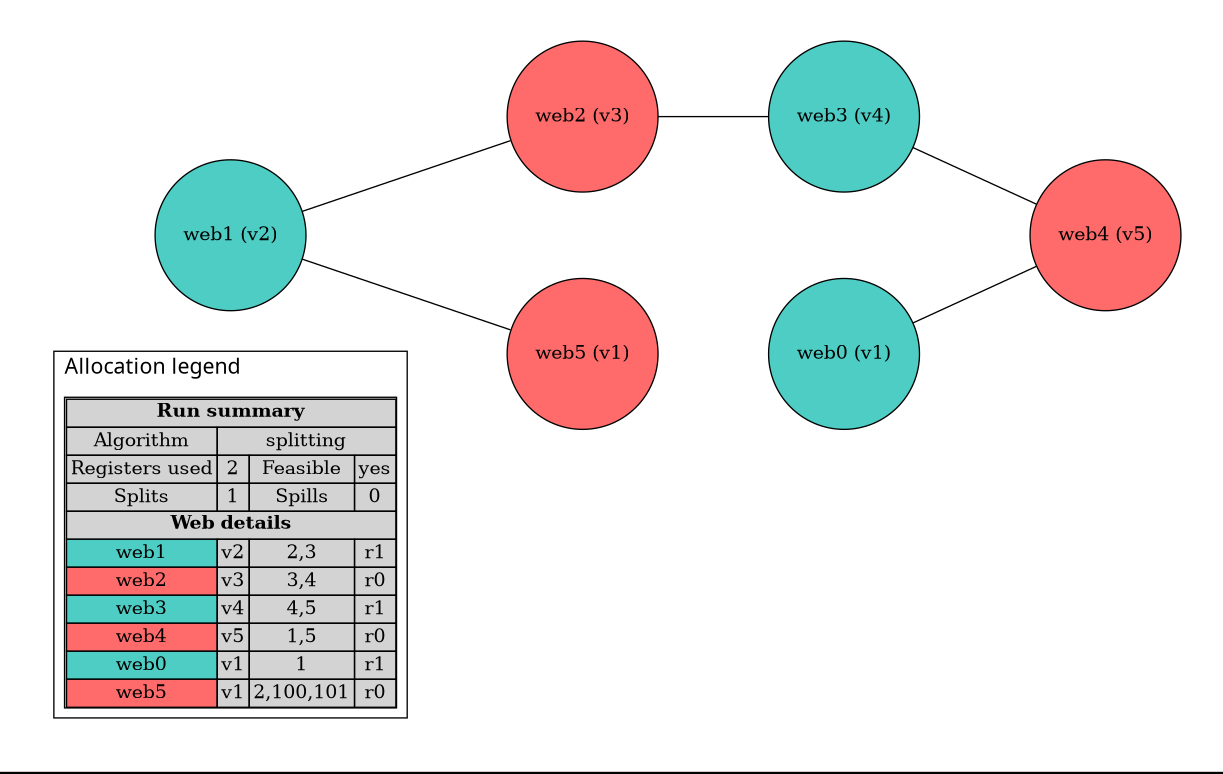 web2 (v3)
web3 (v4)
web1 (v2)
web4 (v5)
web5 (v1)
web0 (v1)
Allocation legend
Run summary
Algorithm splitting
Registers used 2 Feasible yes
Splits 1 Spills 0
Web details
web1 v2 2,3 r1
web2 v3 3,4 r0
web3 v4 4,5 r1
web4 v5 1,5 r0
web0 v1 1 r1
web5 v1 2,100,101 r0